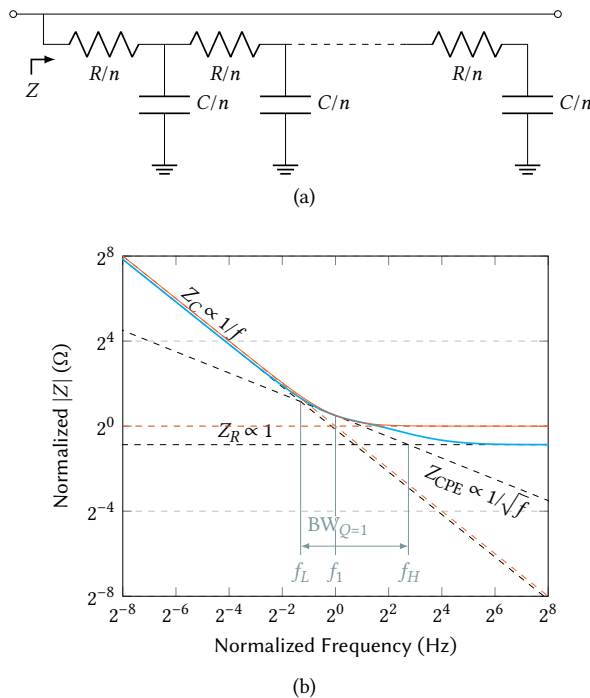 R/n
R/n
R/n
Z
C/n
C/n
C/n
(a)
2^8
2^4
2^0
2^−4
2^−8
Normalized |Z| (Ω)
Z_C ∝ 1/f
Z_R ∝ 1
Z_CPE ∝ 1/√f
BW_Q=1
f_L
f_1
f_H
2^−8 2^−6 2^−4 2^−2 2^0 2^2 2^4 2^6 2^8
Normalized Frequency (Hz)
(b)